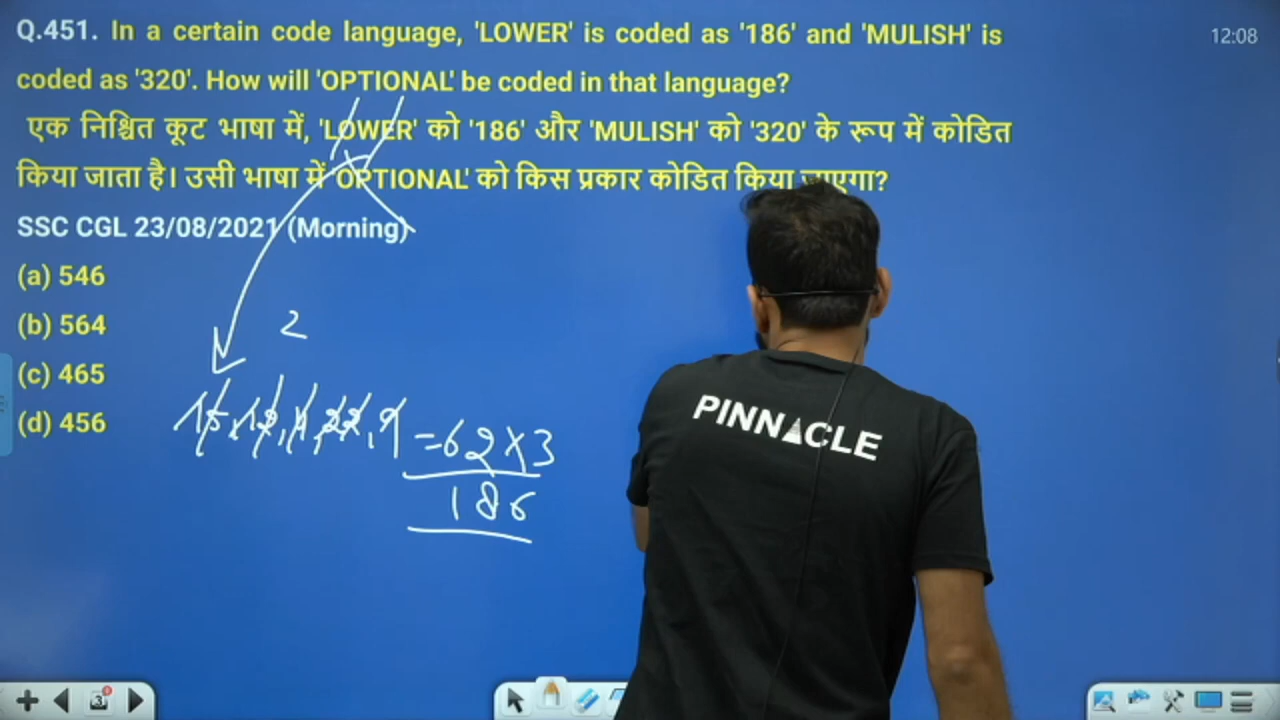 Q.451. In a certain code language, 'LOWER' is coded as '186' and 'MULISH' is
12:08
coded as '320'. How will 'OPTIONAL' be coded in that language?
एक निश्चित कूट भाषा में, 'LOWER' को '186' और 'MULISH' को '320' के रूप में कोडित
किया जाता है। उसी भाषा में 'OPTIONAL' को किस प्रकार कोडित किया जाएगा?
SSC CGL 23/08/2021 (Morning)
(a) 546
(b) 564
(c) 465
(d) 456
2
=62×3
186
PINNACLE